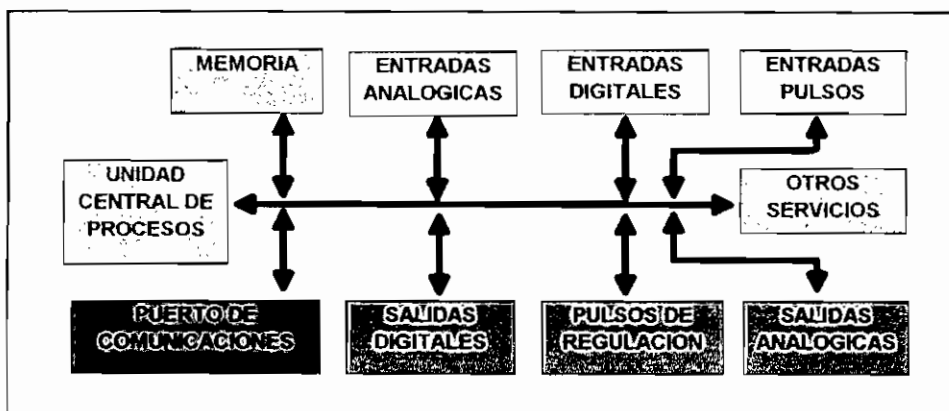 MEMORIA
ENTRADAS
ANALOGICAS
ENTRADAS
DIGITALES
ENTRADAS
PULSOS
UNIDAD
CENTRAL DE
PROCESOS
OTROS
SERVICIOS
PUERTO DE
COMUNICACIONES
SALIDAS
DIGITALES
PULSOS DE
REGULACION
SALIDAS
ANALOGICAS